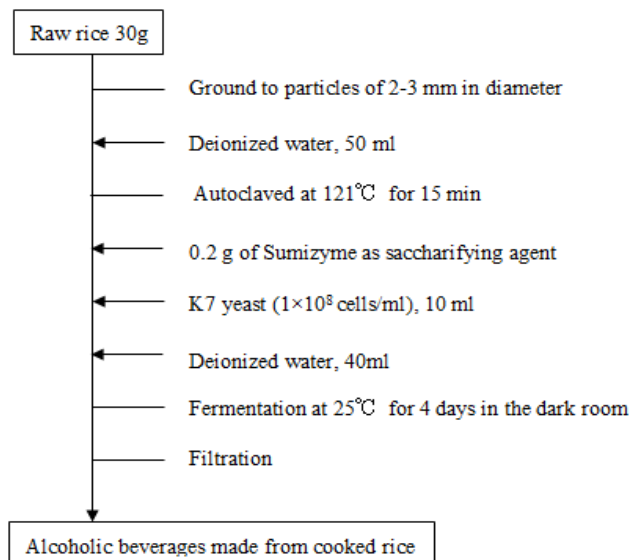 Raw rice 30g
Ground to particles of 2-3 mm in diameter
Deionized water, 50 ml
Autoclaved at 121℃ for 15 min
0.2 g of Sumizyme as saccharifying agent
K7 yeast (1×10⁸ cells/ml), 10 ml
Deionized water, 40ml
Fermentation at 25℃ for 4 days in the dark room
Filtration
Alcoholic beverages made from cooked rice